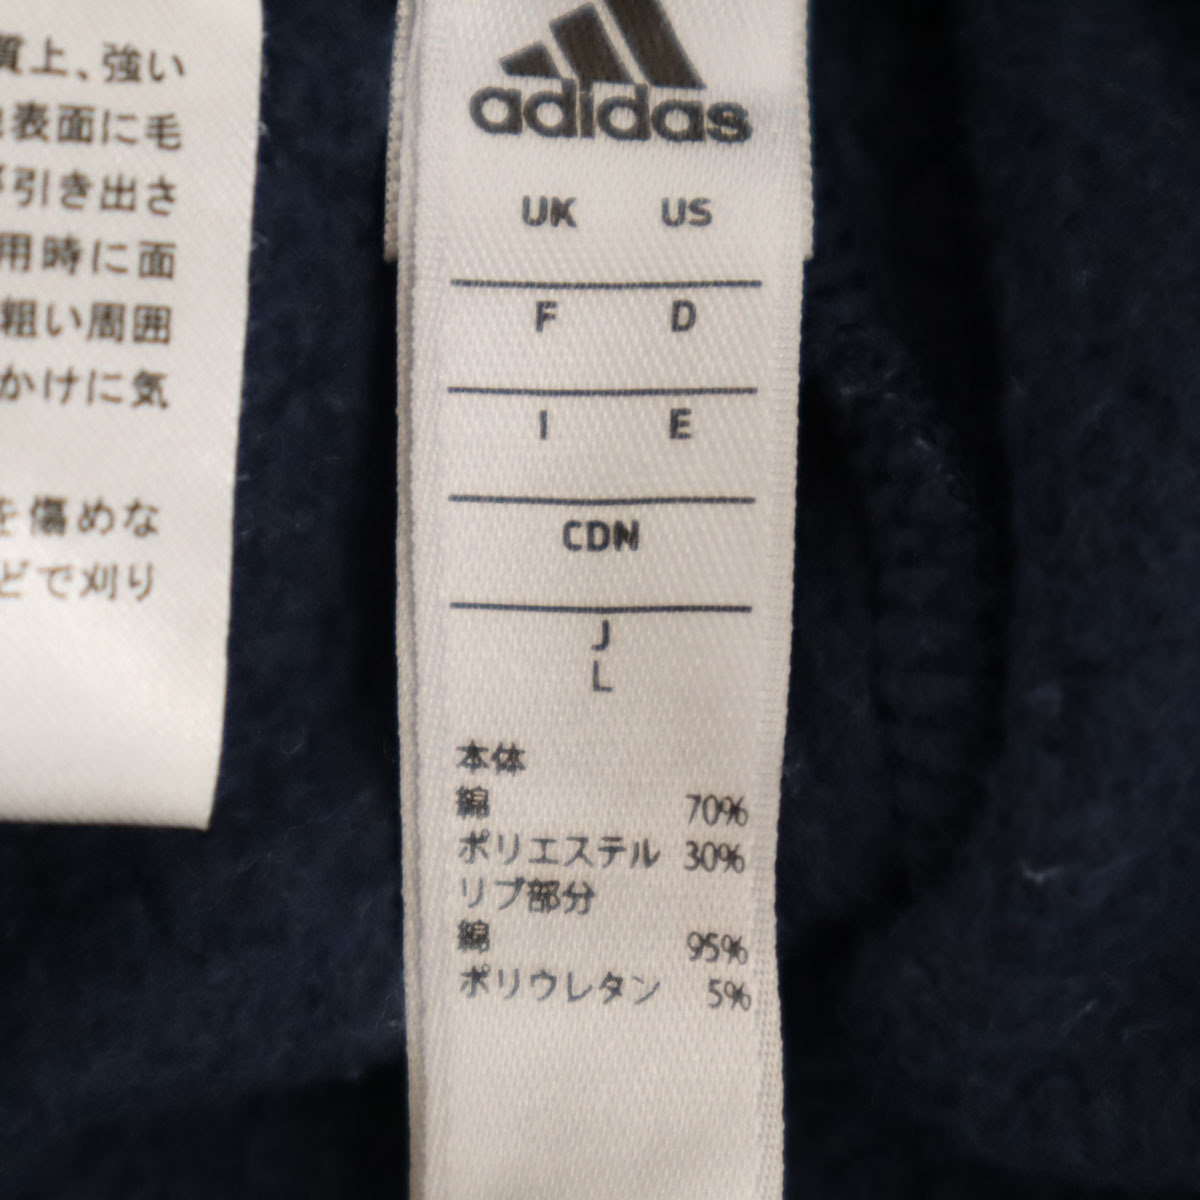 質上、強い
表面に毛
引き出さ
用時に面
粗い周囲
かけに気
を傷めな
どで刈り
adidas
UK US
F D
I E
CDN
J
L
本体
綿 70%
ポリエステル 30%
リブ部分
綿 95%
ポリウレタン 5%